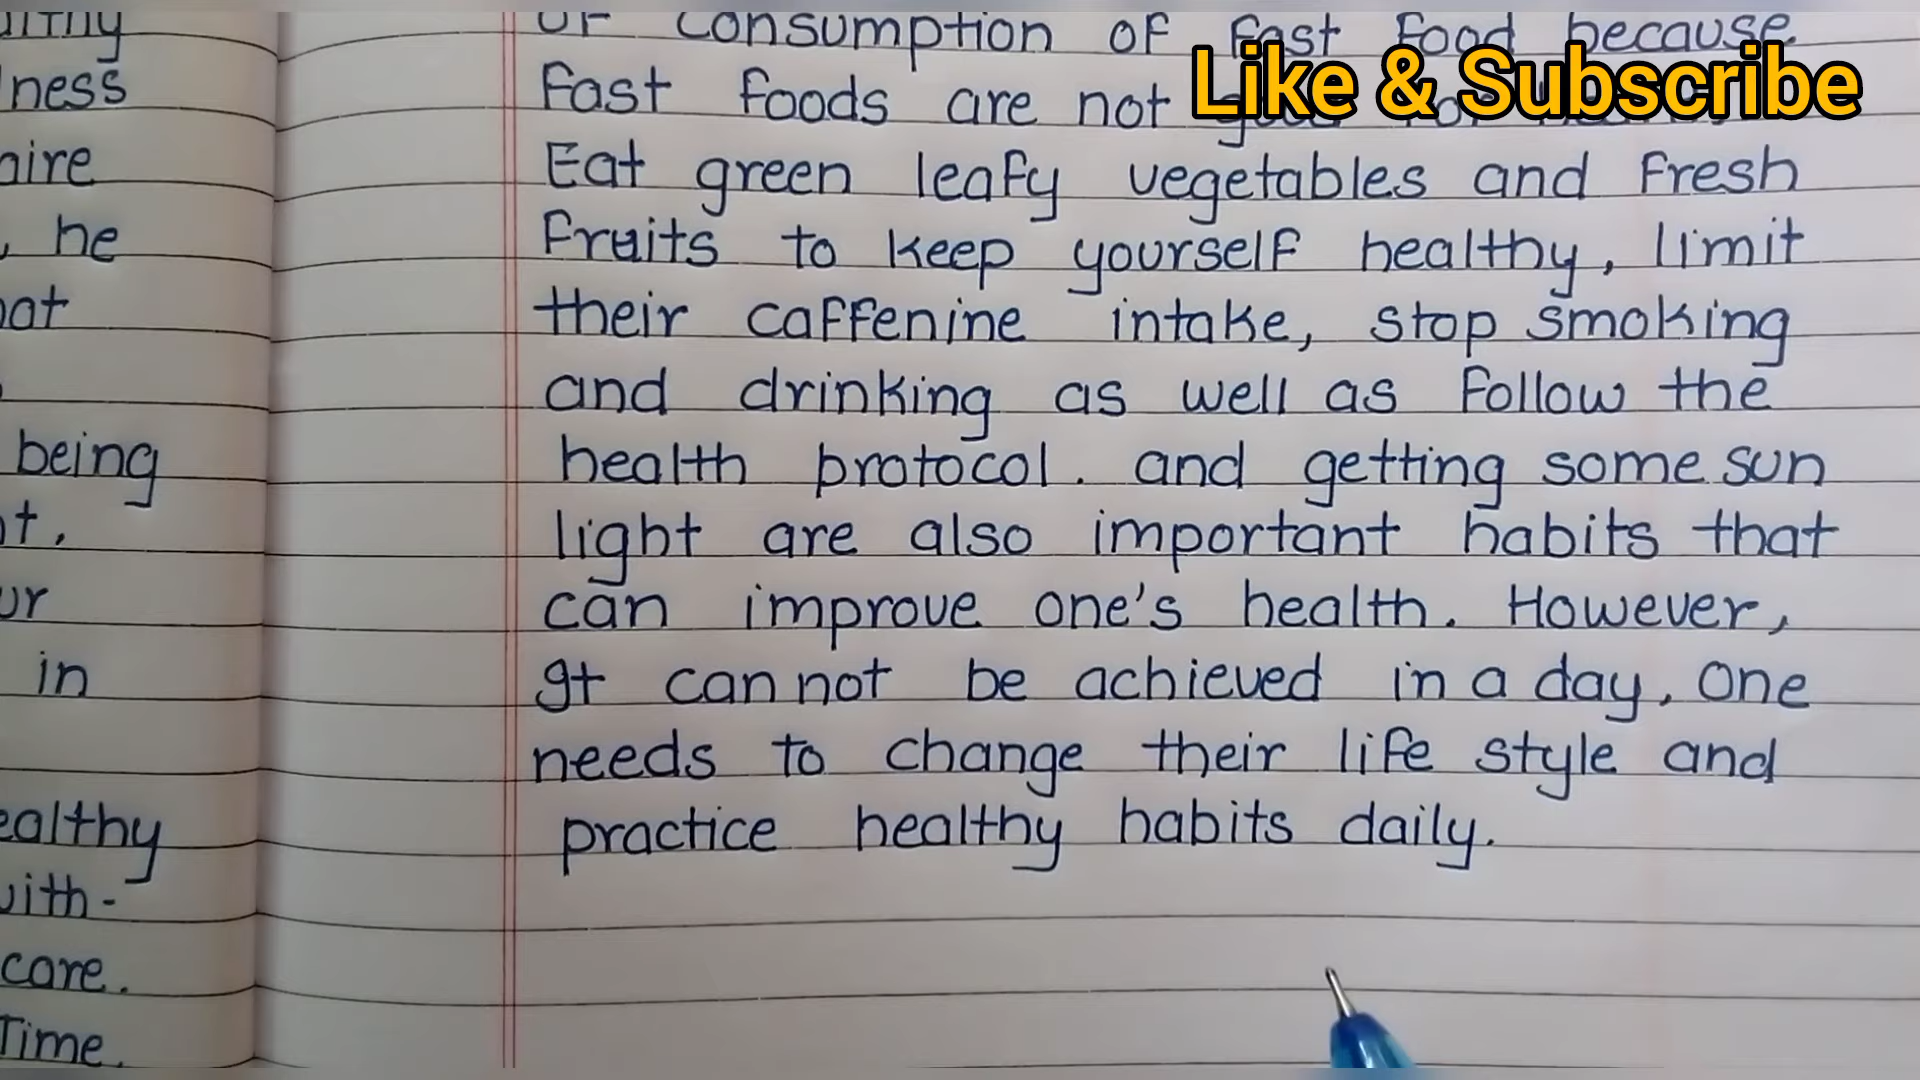 althy
ness
aire
, he
at
being
t,
ur
in
ealthy
with-
care.
Time.
of consumption of fast food because
Like & Subscribe
fast foods are not
Eat green leafy vegetables and fresh
fruits to keep yourself healthy, limit
their caffenine intake, stop smoking
and drinking as well as follow the
health protocol. and getting some sun
light are also important habits that
can improve one's health. However,
It can not be achieved in a day, one
needs to change their life style and
practice healthy habits daily.